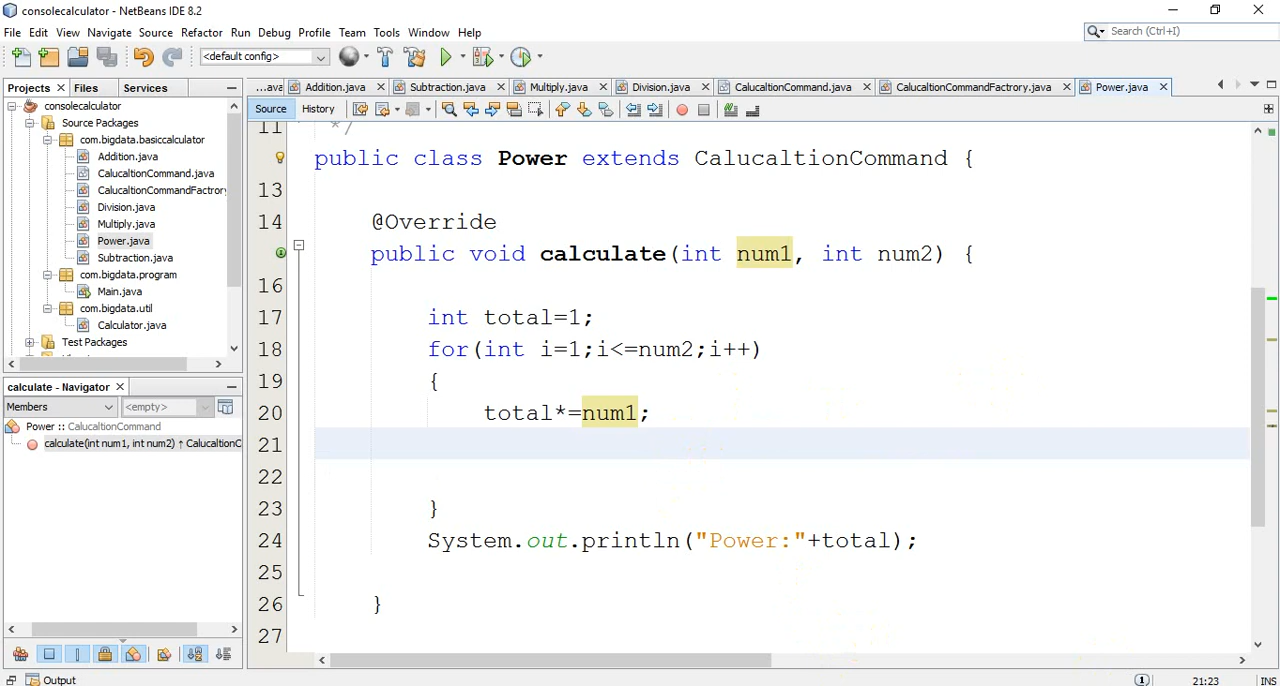 consolecalculator - NetBeans IDE 8.2
File Edit View Navigate Source Refactor Run Debug Profile Team Tools Window Help
Search (Ctrl+I)
<default config>
Projects Files Services
...ava Addition.java Subtraction.java Multiply.java Division.java CalucaltionCommand.java CalucaltionCommandFactory.java Power.java
Source History
consolecalculator
Source Packages
com.bigdata.basiccalculator
Addition.java
CalucaltionCommand.java
CalucaltionCommandFactory
Division.java
Multiply.java
Power.java
Subtraction.java
com.bigdata.program
Main.java
com.bigdata.util
Calculator.java
Test Packages
calculate - Navigator
Members <empty>
Power :: CalucaltionCommand
calculate(int num1, int num2) ↑ CalucaltionC
11 */
public class Power extends CalucaltionCommand {
13
14 @Override
public void calculate(int num1, int num2) {
16
17 int total=1;
18 for(int i=1;i<=num2;i++)
19 {
20 total*=num1;
21
22
23 }
24 System.out.println("Power:"+total);
25
26 }
27
Output
1 21:23 INS